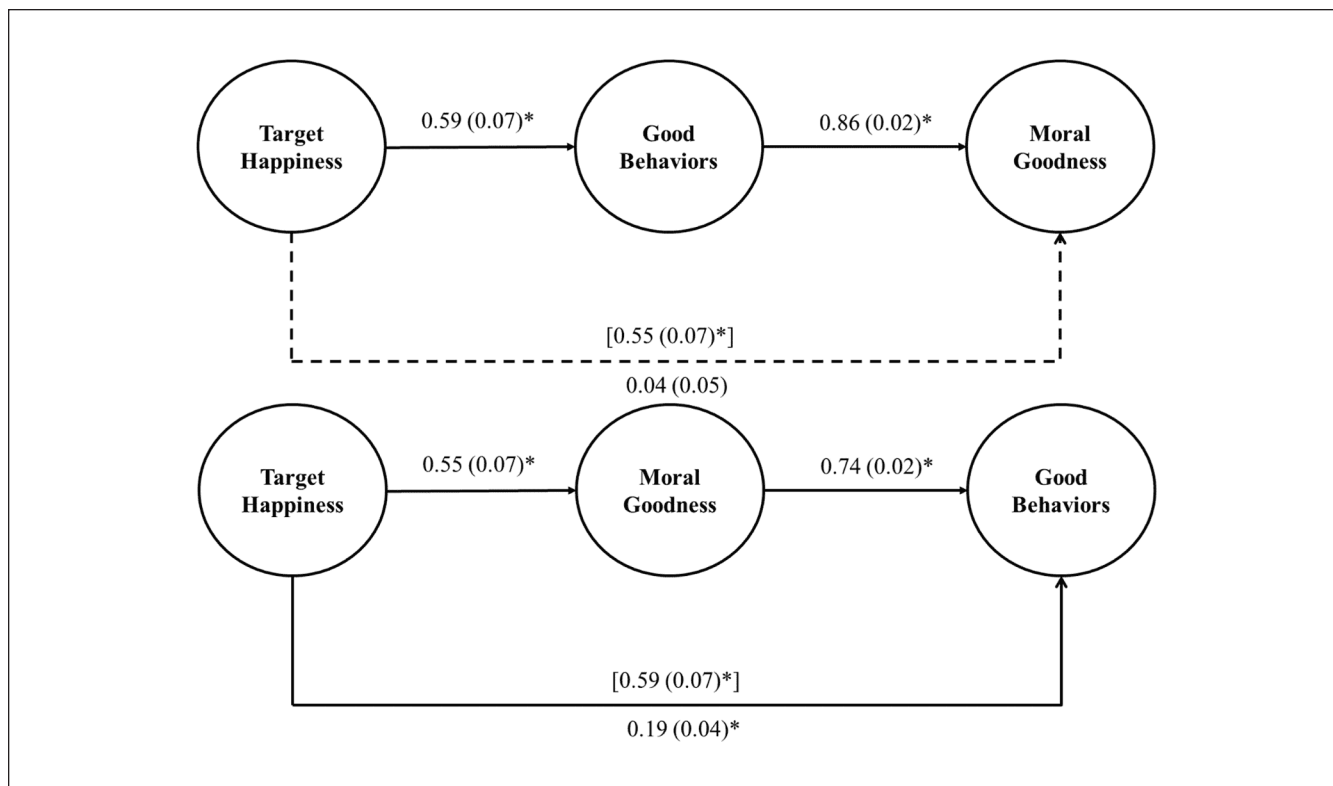 0.59 (0.07)*
0.86 (0.02)*
Target
Happiness
Good
Behaviors
Moral
Goodness
[0.55 (0.07)*]
0.04 (0.05)
0.55 (0.07)*
0.74 (0.02)*
Target
Happiness
Moral
Goodness
Good
Behaviors
[0.59 (0.07)*]
0.19 (0.04)*